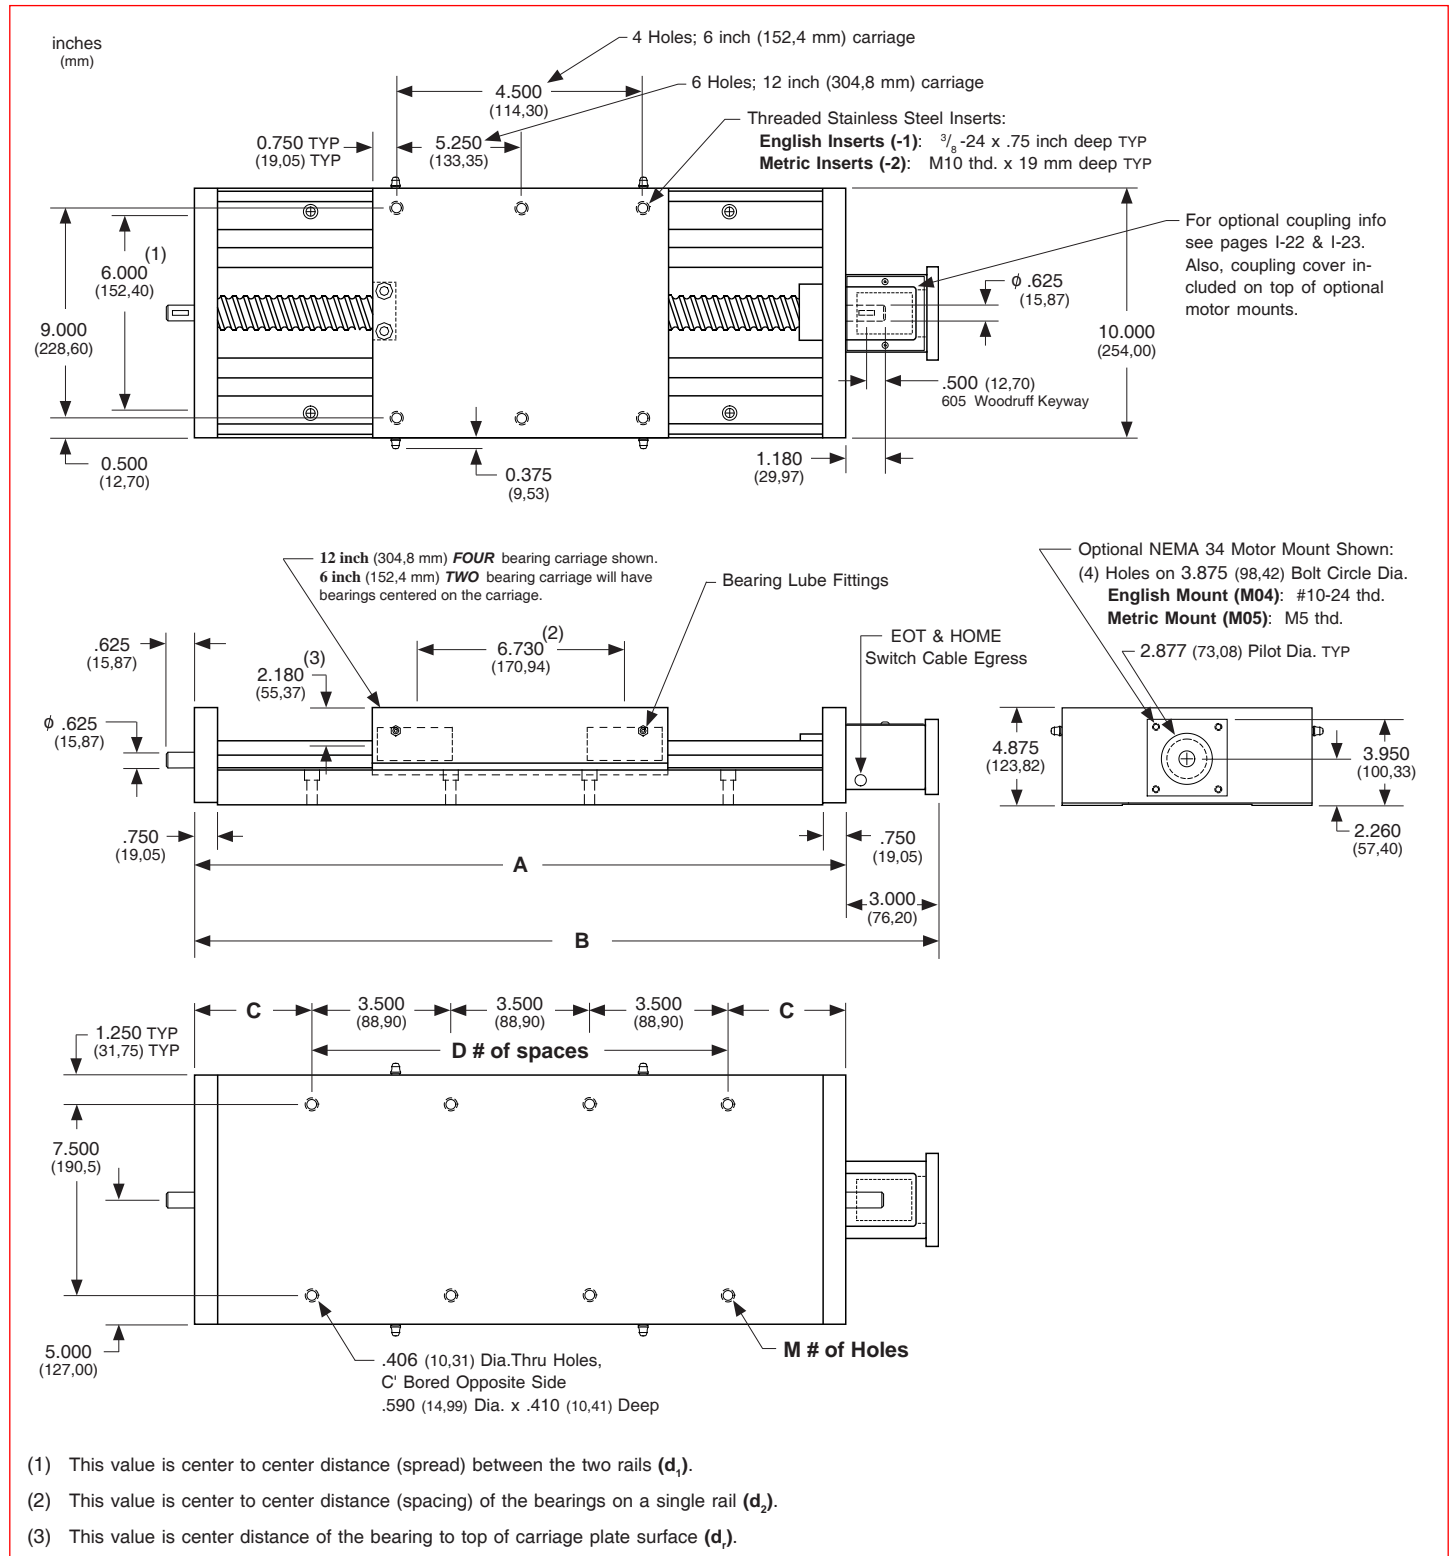 inches
(mm)
4 Holes; 6 inch (152,4 mm) carriage
6 Holes; 12 inch (304,8 mm) carriage
4.500
(114,30)
Threaded Stainless Steel Inserts:
English Inserts (-1): 3/8 -24 x .75 inch deep TYP
Metric Inserts (-2): M10 thd. x 19 mm deep TYP
0.750 TYP
(19,05) TYP
5.250
(133,35)
For optional coupling info
see pages I-22 & I-23.
Also, coupling cover in-
cluded on top of optional
motor mounts.
(1)
6.000
(152,40)
9.000
(228,60)
ϕ .625
(15,87)
10.000
(254,00)
.500 (12,70)
605 Woodruff Keyway
0.500
(12,70)
0.375
(9,53)
1.180
(29,97)
12 inch (304,8 mm) FOUR bearing carriage shown.
6 inch (152,4 mm) TWO bearing carriage will have
bearings centered on the carriage.
Bearing Lube Fittings
Optional NEMA 34 Motor Mount Shown:
(4) Holes on 3.875 (98,42) Bolt Circle Dia.
English Mount (M04): #10-24 thd.
Metric Mount (M05): M5 thd.
2.877 (73,08) Pilot Dia. TYP
EOT & HOME
Switch Cable Egress
.625
(15,87)
(3)
2.180
(55,37)
(2)
6.730
(170,94)
ϕ .625
(15,87)
4.875
(123,82)
3.950
(100,33)
2.260
(57,40)
.750
(19,05)
.750
(19,05)
A
3.000
(76,20)
B
C
3.500
(88,90)
3.500
(88,90)
3.500
(88,90)
C
1.250 TYP
(31,75) TYP
D # of spaces
7.500
(190,5)
5.000
(127,00)
.406 (10,31) Dia.Thru Holes,
C' Bored Opposite Side
.590 (14,99) Dia. x .410 (10,41) Deep
M # of Holes
(1) This value is center to center distance (spread) between the two rails (d₁).
(2) This value is center to center distance (spacing) of the bearings on a single rail (d₂).
(3) This value is center distance of the bearing to top of carriage plate surface (dᵣ).